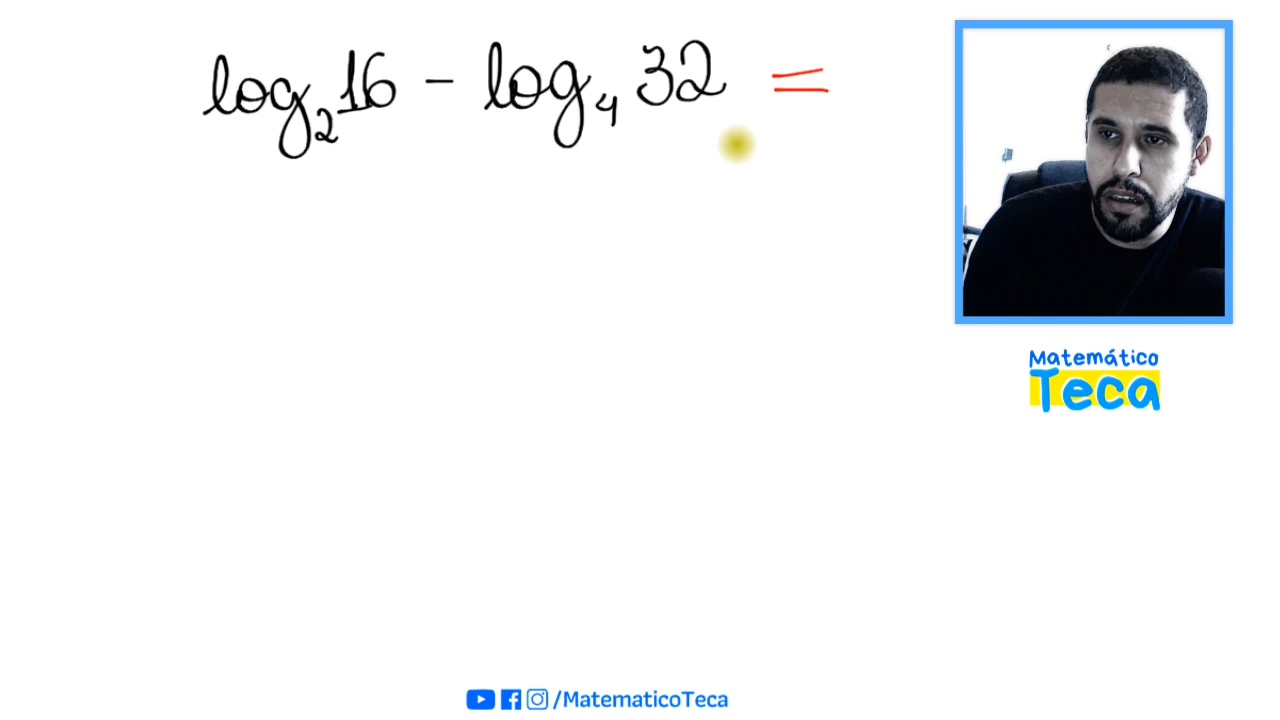 log₂16 − log₄32 =
Matemático
Teca
/MatematicoTeca